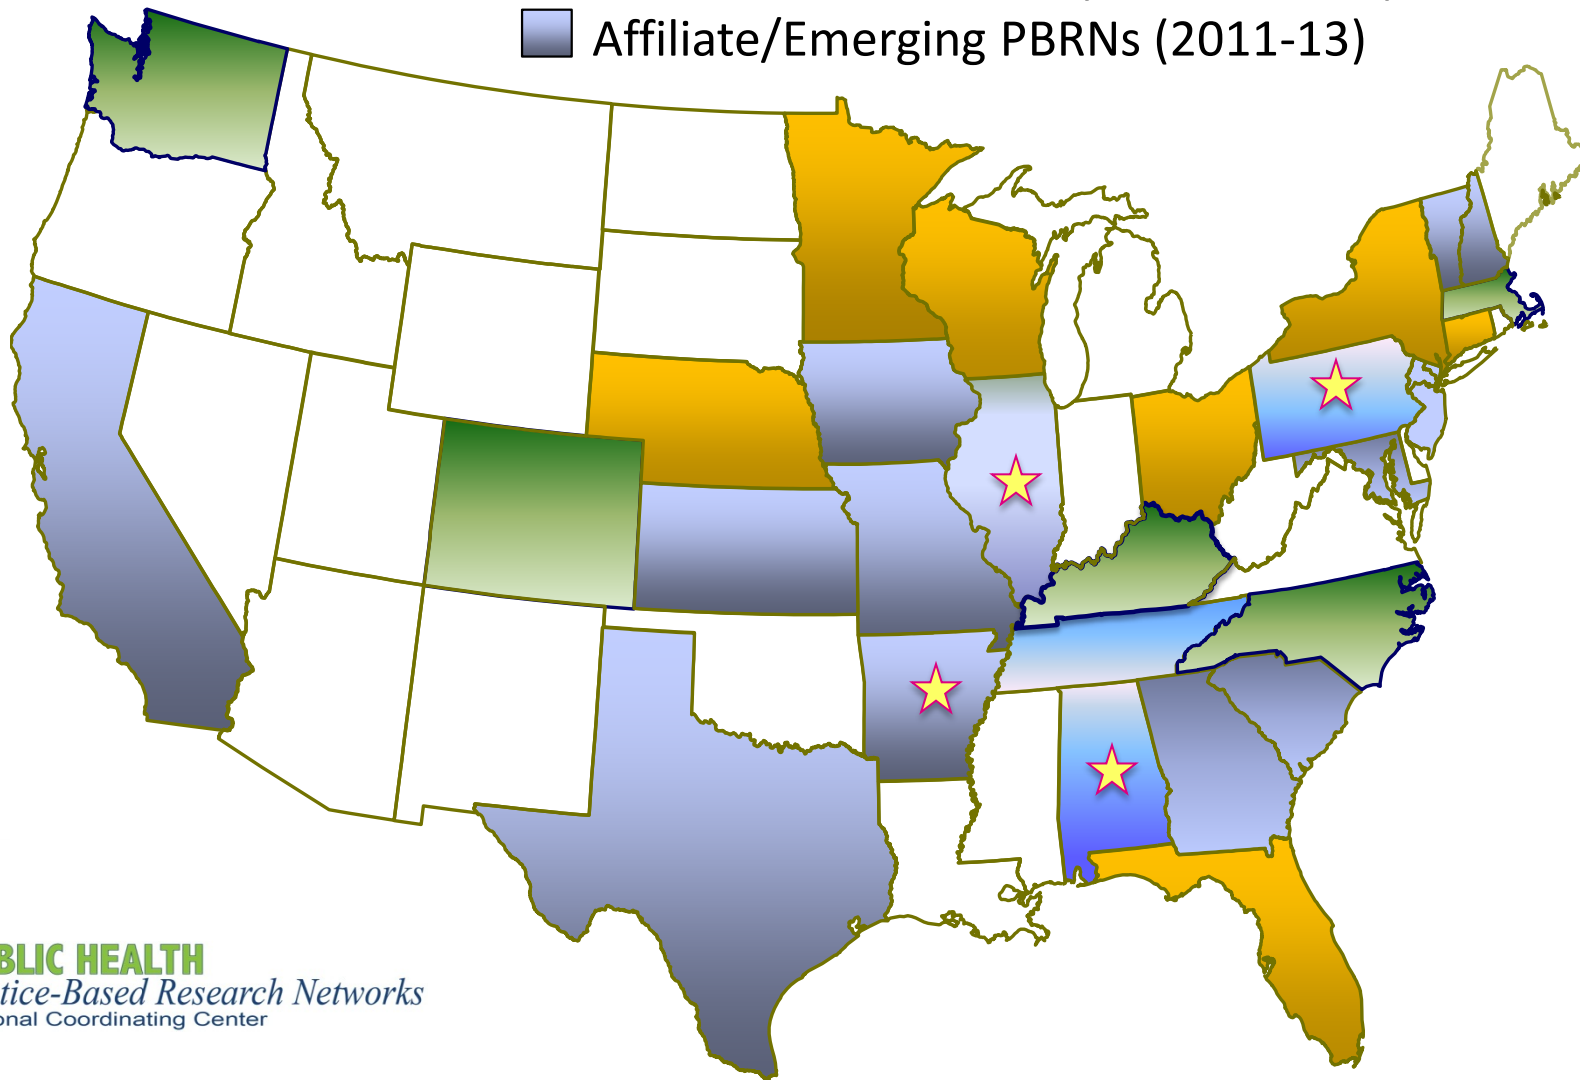 Affiliate/Emerging PBRNs (2011-13)
BLIC HEALTH
tice-Based Research Networks
onal Coordinating Center